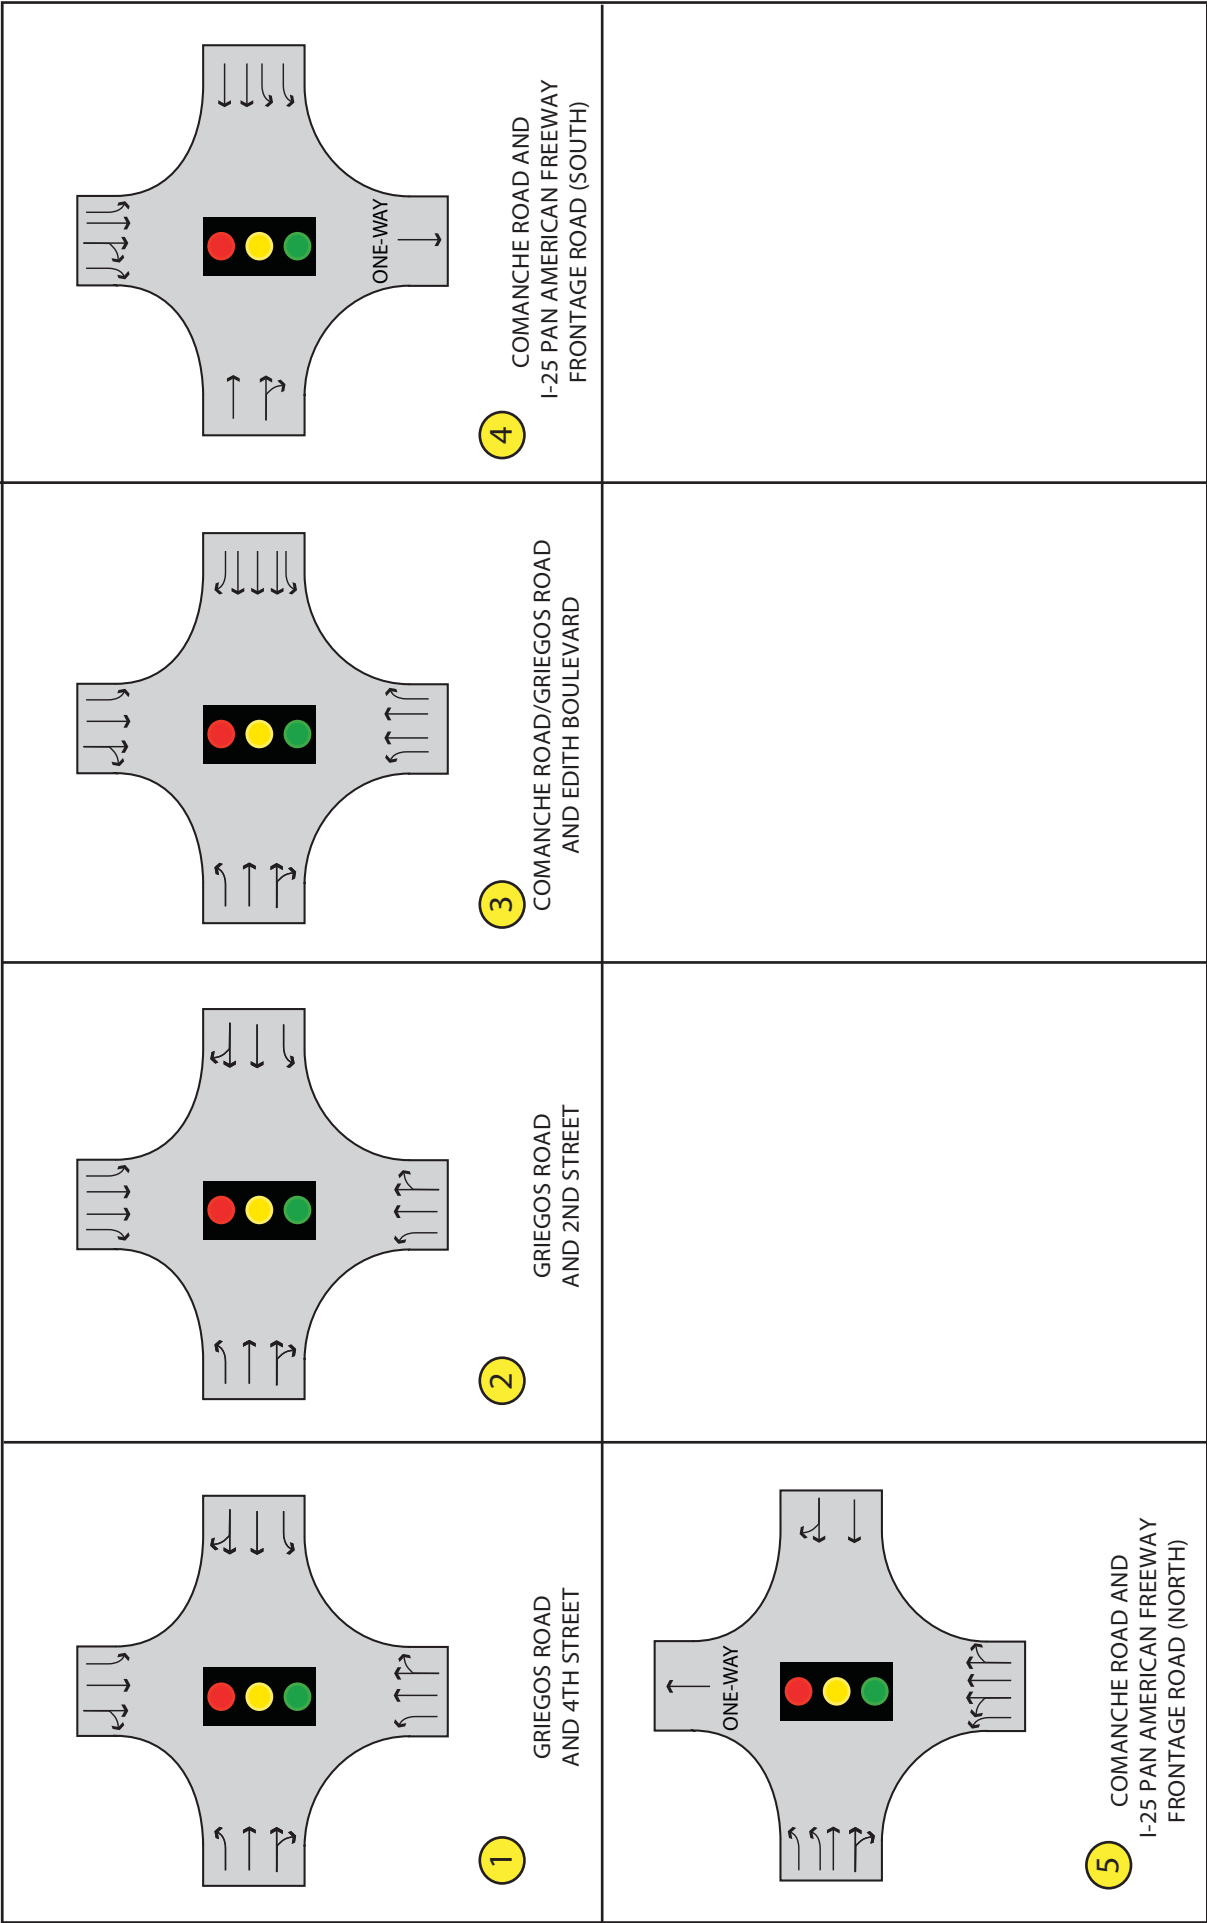 1
GRIEGOS ROAD
AND 4TH STREET
2
GRIEGOS ROAD
AND 2ND STREET
3
COMANCHE ROAD/GRIEGOS ROAD
AND EDITH BOULEVARD
ONE-WAY
4
COMANCHE ROAD AND
I-25 PAN AMERICAN FREEWAY
FRONTAGE ROAD (SOUTH)
ONE-WAY
5
COMANCHE ROAD AND
I-25 PAN AMERICAN FREEWAY
FRONTAGE ROAD (NORTH)